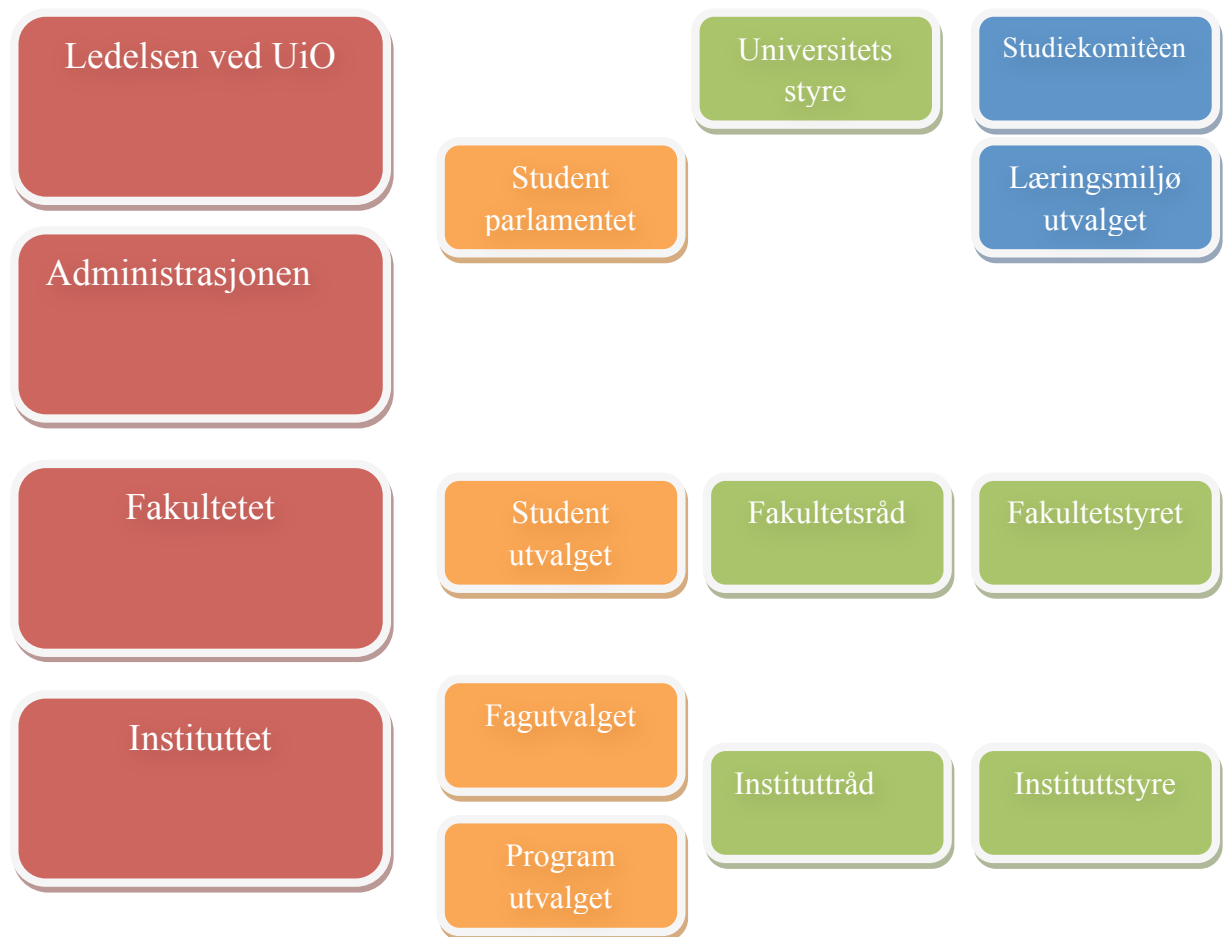 Ledelsen ved UiO
Universitets
styre
Studiekomitèen
Student
parlamentet
Læringsmiljø
utvalget
Administrasjonen
Fakultetet
Student
utvalget
Fakultetsråd
Fakultetstyret
Instituttet
Fagutvalget
Instituttråd
Instituttstyre
Program
utvalget